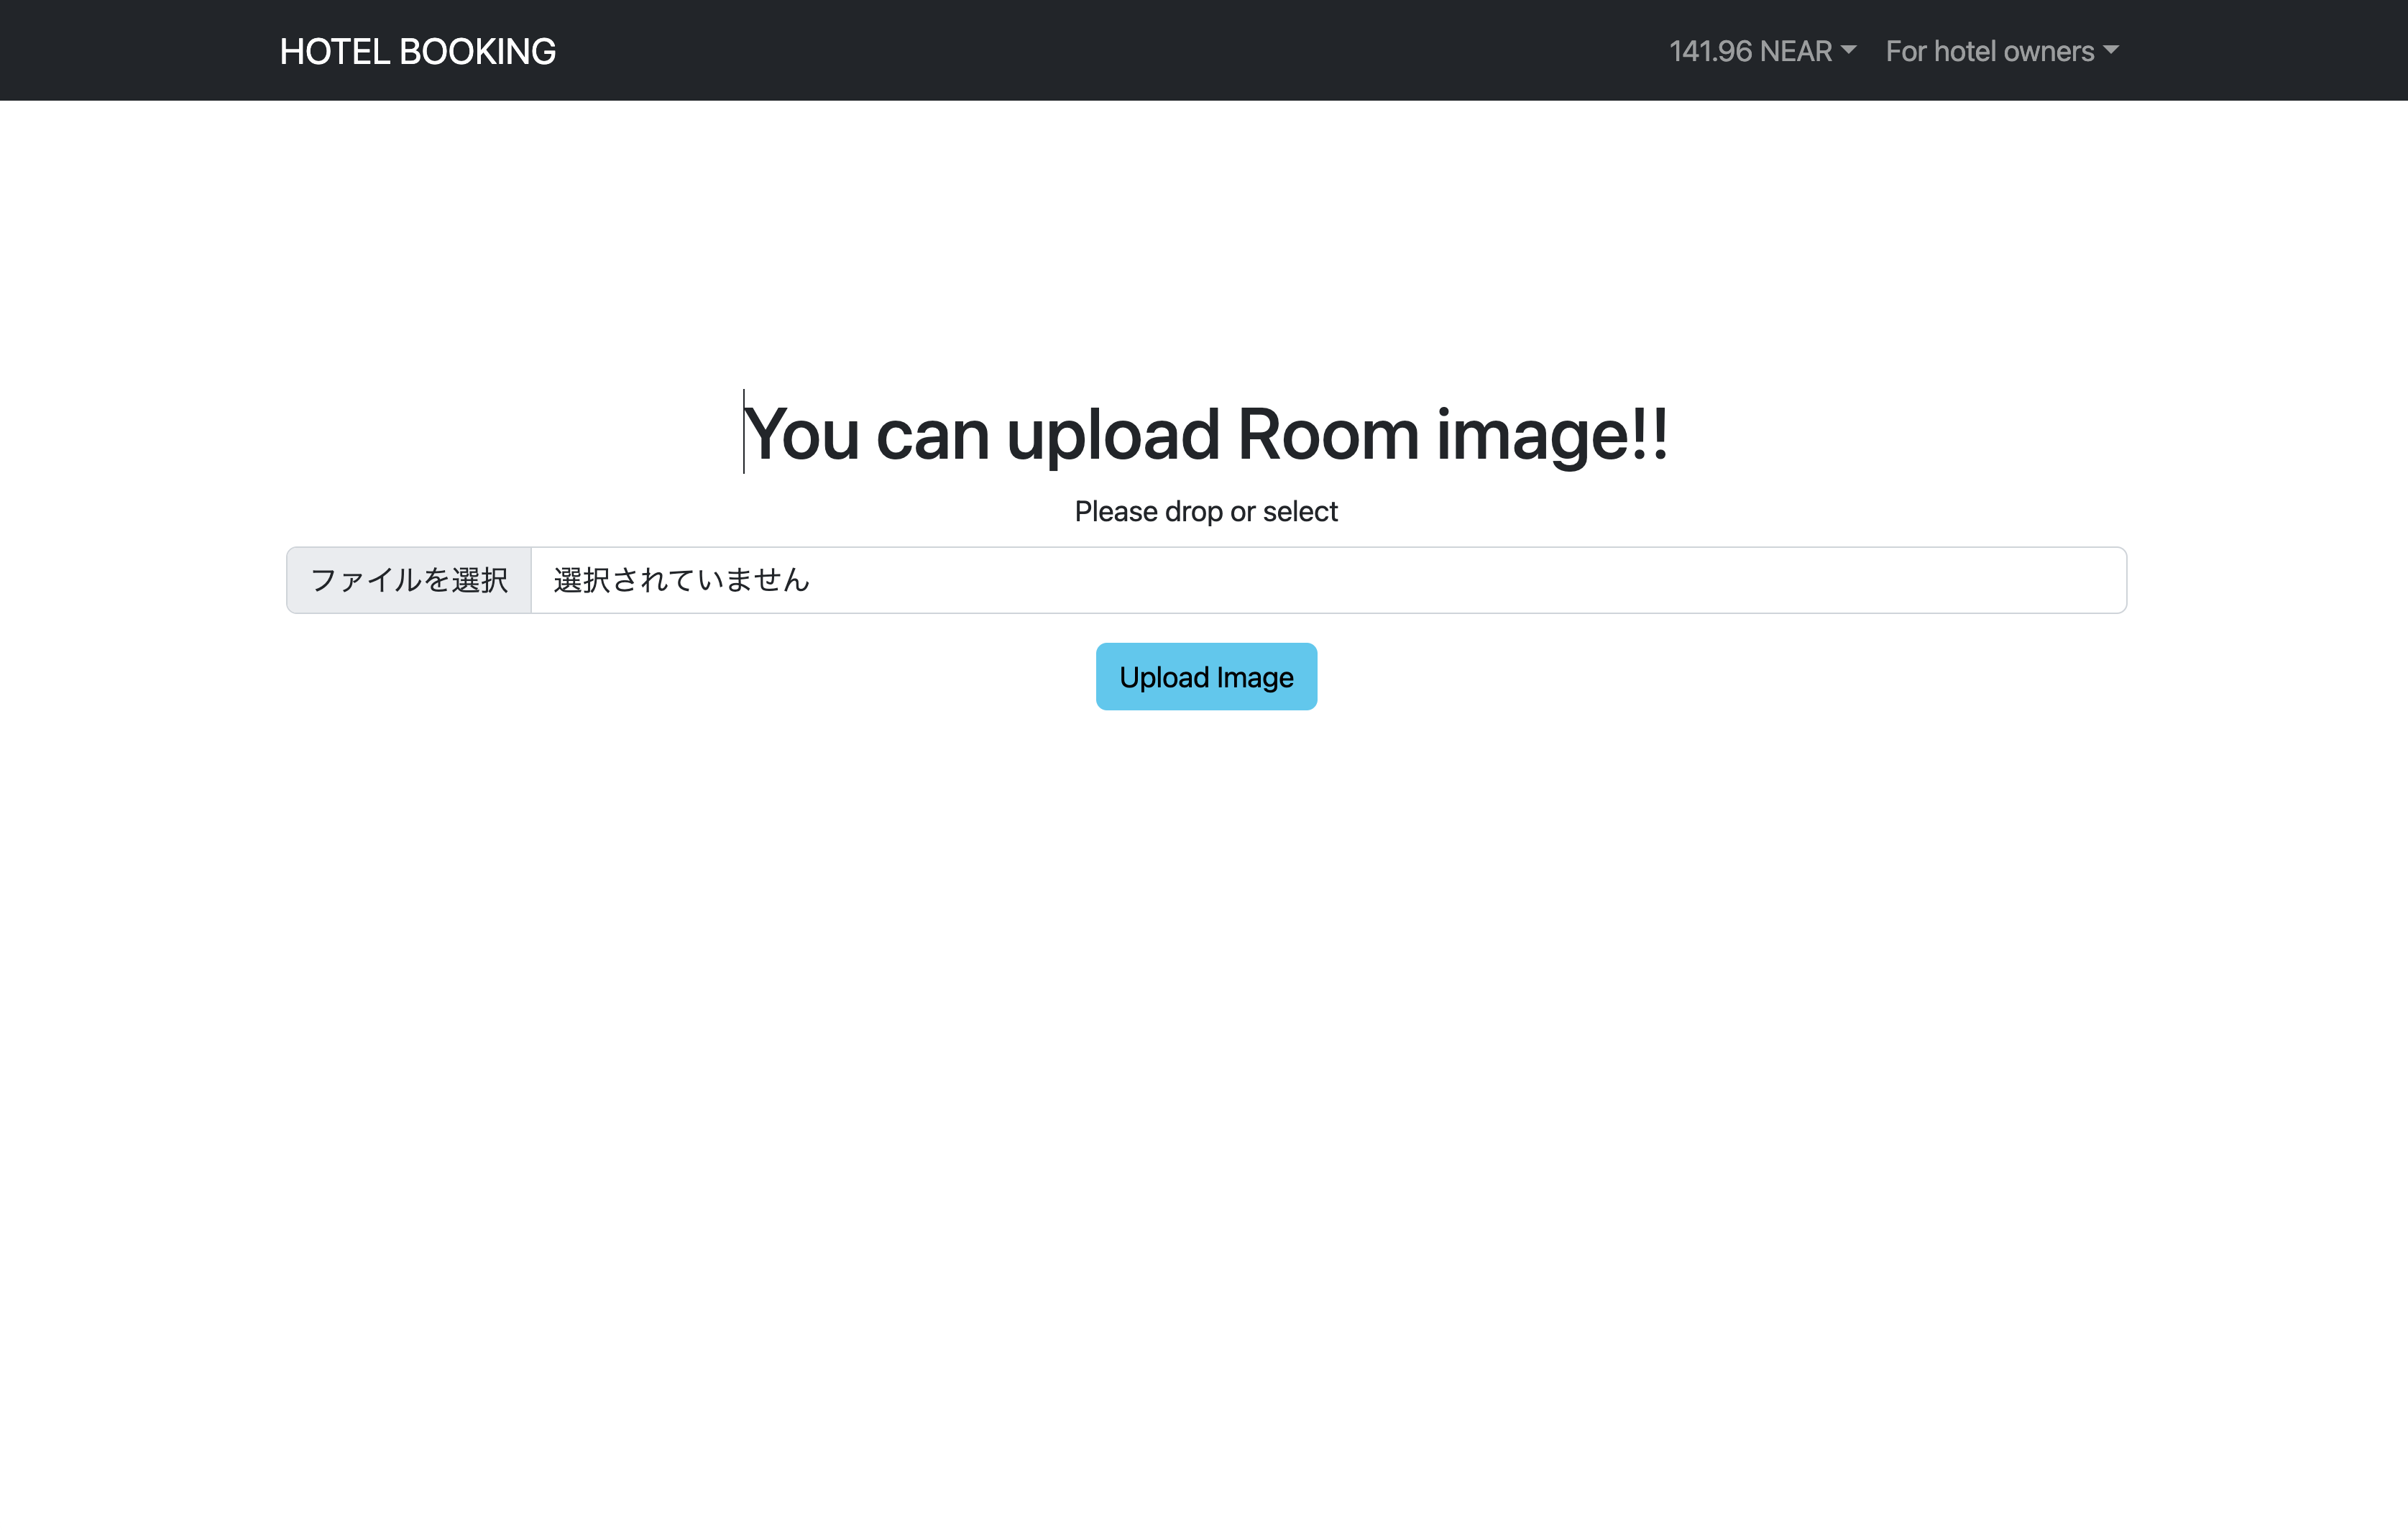 HOTEL BOOKING 141.96 NEAR For hotel owners
You can upload Room image!!
Please drop or select
ファイルを選択 選択されていません
Upload Image